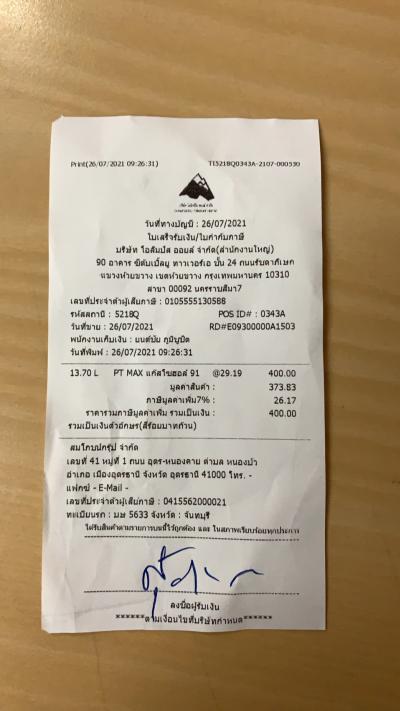 Print(26/07/2021 09:26:31) TI5218Q0343A-2107-000530
วันที่ทางบัญชี : 26/07/2021
ใบเสร็จรับเงิน/ใบกำกับภาษี
บริษัท โอลิมปัส ออยล์ จำกัด(สำนักงานใหญ่)
90 อาคาร ซีดับเบิ้ลยู ทาวเวอร์เอ ชั้น 24 ถนนรัชดาภิเษก
แขวงห้วยขวาง เขตห้วยขวาง กรุงเทพมหานคร 10310
สาขา 00092 นครราชสีมา7
เลขที่ประจำตัวผู้เสียภาษี : 0105555130588
รหัสสถานี : 5218Q POS ID# : 0343A
วันที่ขาย : 26/07/2021 RD#E09300000A1503
พนักงานเก็บเงิน :
วันที่พิมพ์ : 26/07/2021 09:26:31
13.70 L PT MAX แก๊สโซฮอล์ 91 @29.19 400.00
มูลค่าสินค้า : 373.83
ภาษีมูลค่าเพิ่ม7% : 26.17
ราคารวมภาษีมูลค่าเพิ่ม รวมเป็นเงิน : 400.00
รวมเป็นเงินตัวอักษร(สี่ร้อยบาทถ้วน)
จำกัด
เลขที่ 41 หมู่ที่ 1 ถนน อุดร-หนองคาย ตำบล หนองบัว
อำเภอ เมืองอุดรธานี จังหวัด อุดรธานี 41000 โทร. -
แฟกซ์ - E-Mail -
เลขที่ประจำตัวผู้เสียภาษี : 0415562000021
ทะเบียนรถ : บษ 5633 จังหวัด : จันทบุรี
ได้รับสินค้าตามรายการบนนี้ไว้ถูกต้อง และ ในสภาพเรียบร้อยทุกประการ
ลงชื่อผู้รับเงิน
******ตามเงื่อนไขที่บริษัทกำหนด******